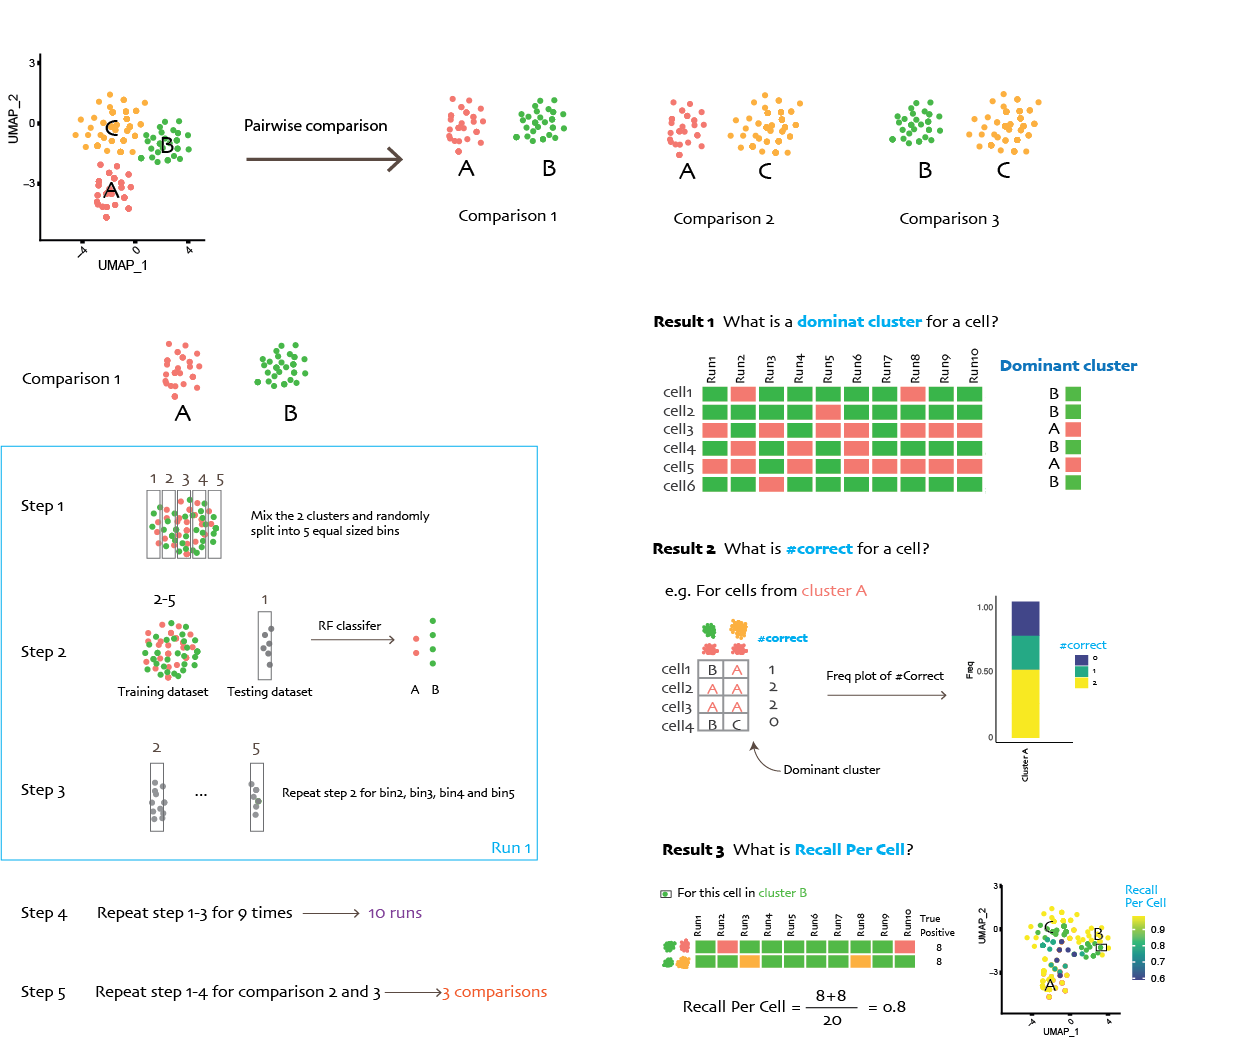 3
0
−3
UMAP_2
−4
0
4
UMAP_1
C
B
A
Pairwise comparison
A
B
Comparison 1
A
C
Comparison 2
B
C
Comparison 3
Comparison 1
A
B
Step 1
1 2 3 4 5
Mix the 2 clusters and randomly
split into 5 equal sized bins
Step 2
2-5
1
RF classifer
Training dataset
Testing dataset
A B
Step 3
2
...
5
Repeat step 2 for bin2, bin3, bin4 and bin5
Run 1
Step 4 Repeat step 1-3 for 9 times 10 runs
Step 5 Repeat step 1-4 for comparison 2 and 3 3 comparisons
Result 1 What is a dominat cluster for a cell?
Run1 Run2 Run3 Run4 Run5 Run6 Run7 Run8 Run9 Run10
Dominant cluster
cell1 B
cell2 B
cell3 A
cell4 B
cell5 A
cell6 B
Result 2 What is #correct for a cell?
e.g. For cells from cluster A
#correct
cell1 B A 1
cell2 A A 2
cell3 A A 2
cell4 B C 0
Dominant cluster
Freq plot of #Correct
1.00
0.50
0
Freq
Cluster A
#correct
0
1
2
Result 3 What is Recall Per Cell?
For this cell in cluster B
Run1 Run2 Run3 Run4 Run5 Run6 Run7 Run8 Run9 Run10
True
Positive
8
8
Recall Per Cell = 8+8 = 0.8
20
3
0
−3
UMAP_2
−4
0
4
UMAP_1
C
B
A
Recall
Per Cell
0.9
0.8
0.7
0.6